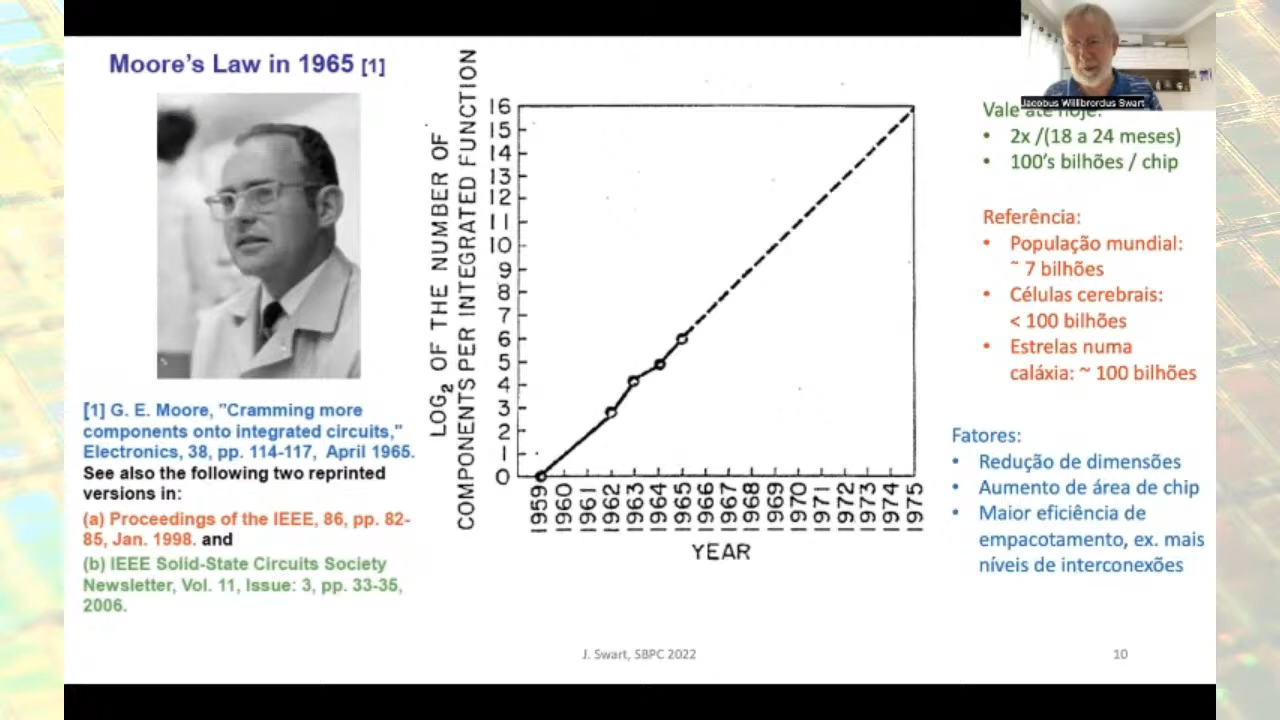 Moore's Law in 1965 [1]
[1] G. E. Moore, "Cramming more
components onto integrated circuits,"
Electronics, 38, pp. 114-117, April 1965.
See also the following two reprinted
versions in:
(a) Proceedings of the IEEE, 86, pp. 82-
85, Jan. 1998. and
(b) IEEE Solid-State Circuits Society
Newsletter, Vol. 11, Issue: 3, pp. 33-35,
2006.
LOG2 OF THE NUMBER OF
COMPONENTS PER INTEGRATED FUNCTION
16
15
14
13
12
11
10
9
8
7
6
5
4
3
2
1
0
1959
1960
1961
1962
1963
1964
1965
1966
1967
1968
1969
1970
1971
1972
1973
1974
1975
YEAR
Jacobus Willibrordus Swart
Vale até hoje:
• 2x /(18 a 24 meses)
• 100's bilhões / chip
Referência:
• População mundial:
~ 7 bilhões
• Células cerebrais:
< 100 bilhões
• Estrelas numa
caláxia: ~ 100 bilhões
Fatores:
• Redução de dimensões
• Aumento de área de chip
• Maior eficiência de
empacotamento, ex. mais
níveis de interconexões
J. Swart, SBPC 2022
10